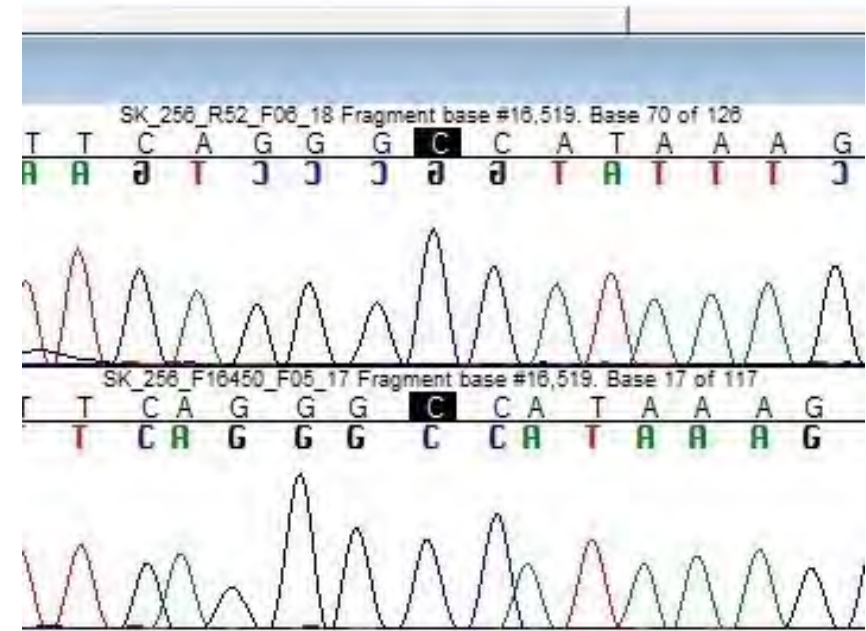 SK_256_R52_F06_18 Fragment base #16,519. Base 70 of 126
T T C A G G G C C A T A A A G
A A G T C C C G G T A T T T C
SK_256_F16450_F05_17 Fragment base #16,519. Base 17 of 117
T T C A G G G C C A T A A A G
T C A G G G C C A T A A A G